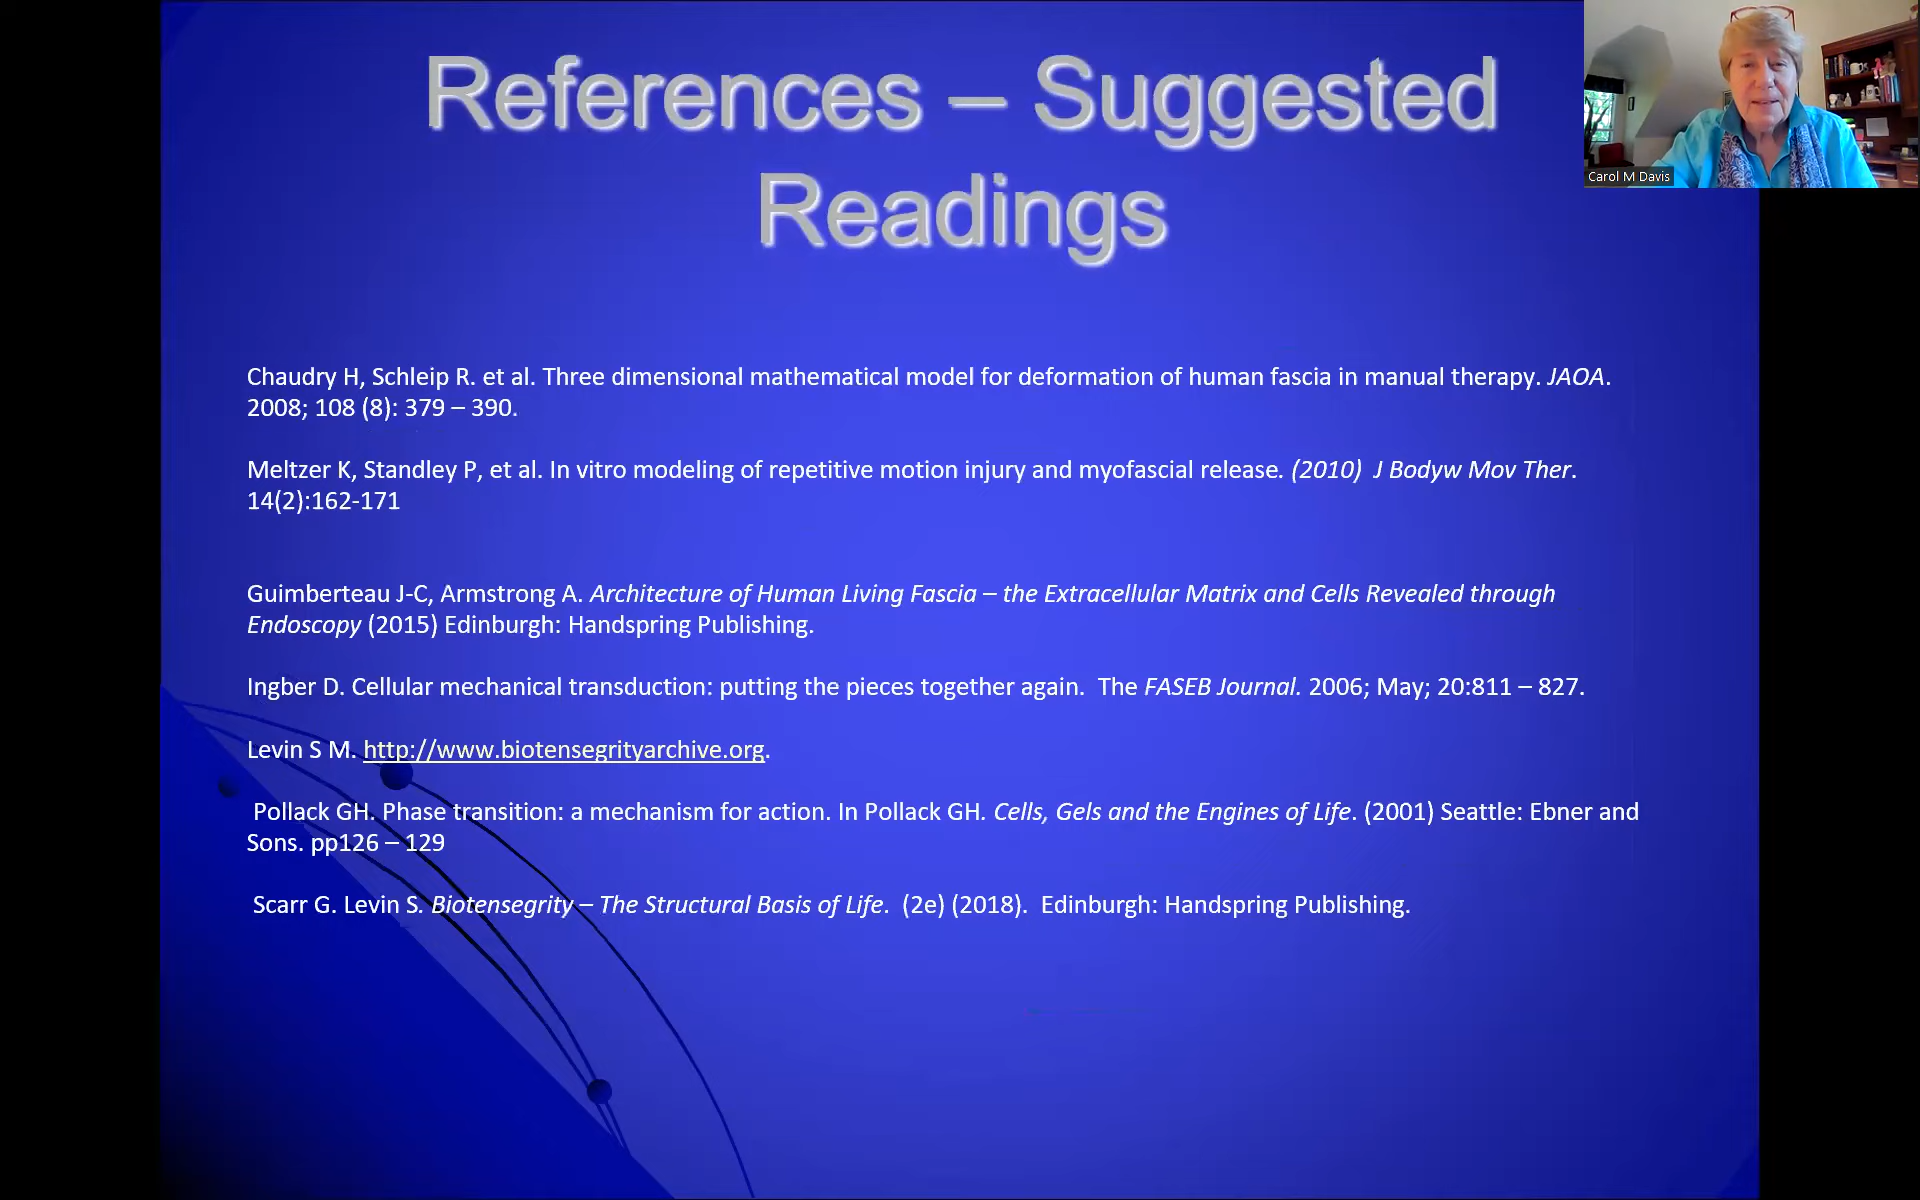 References – Suggested
Readings
Carol M Davis
Chaudry H, Schleip R. et al. Three dimensional mathematical model for deformation of human fascia in manual therapy. JAOA.
2008; 108 (8): 379 – 390.
Meltzer K, Standley P, et al. In vitro modeling of repetitive motion injury and myofascial release. (2010)  J Bodyw Mov Ther.
14(2):162-171
Guimberteau J-C, Armstrong A. Architecture of Human Living Fascia – the Extracellular Matrix and Cells Revealed through
Endoscopy (2015) Edinburgh: Handspring Publishing.
Ingber D. Cellular mechanical transduction: putting the pieces together again.  The FASEB Journal. 2006; May; 20:811 – 827.
Levin S M. http://www.biotensegrityarchive.org.
Pollack GH. Phase transition: a mechanism for action. In Pollack GH. Cells, Gels and the Engines of Life. (2001) Seattle: Ebner and
Sons. pp126 – 129
Scarr G. Levin S. Biotensegrity – The Structural Basis of Life.  (2e) (2018).  Edinburgh: Handspring Publishing.